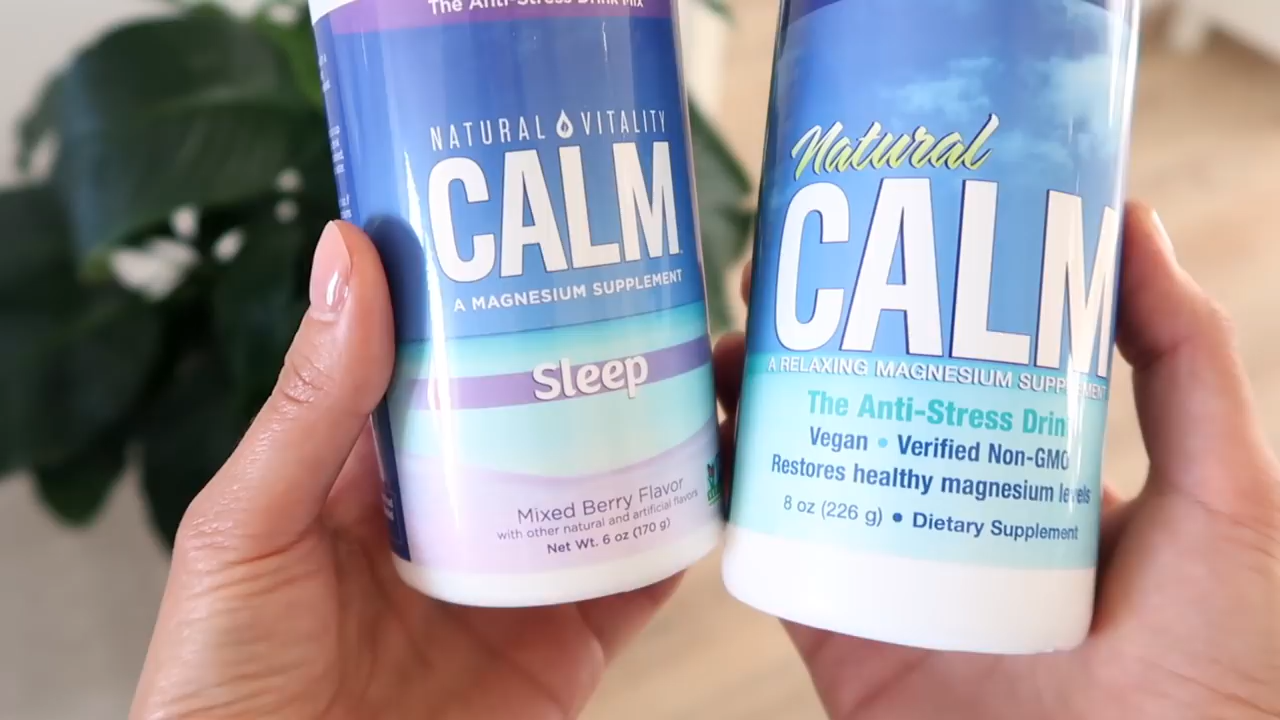 The Anti-Stress Drink Mix
NATURAL VITALITY
CALM
A MAGNESIUM SUPPLEMENT
Sleep
Mixed Berry Flavor
with other natural and artificial flavors
Net Wt. 6 oz (170 g)
Natural
CALM
A RELAXING MAGNESIUM SUPPLEMENT
The Anti-Stress Drin
Vegan • Verified Non-GMO
Restores healthy magnesium levels
8 oz (226 g) • Dietary Supplement